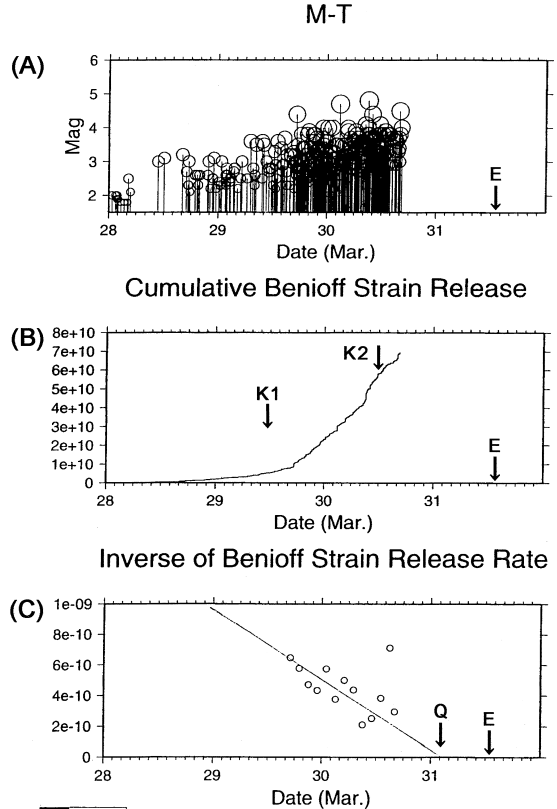 M-T
(A)
6
5
4
3
2
Mag
E
28
29
30
31
Date (Mar.)
Cumulative Benioff Strain Release
(B)
8e+10
7e+10
6e+10
5e+10
4e+10
3e+10
2e+10
1e+10
0
K1
K2
E
28
29
30
31
Date (Mar.)
Inverse of Benioff Strain Release Rate
(C)
1e-09
8e-10
6e-10
4e-10
2e-10
0
Q
E
28
29
30
31
Date (Mar.)